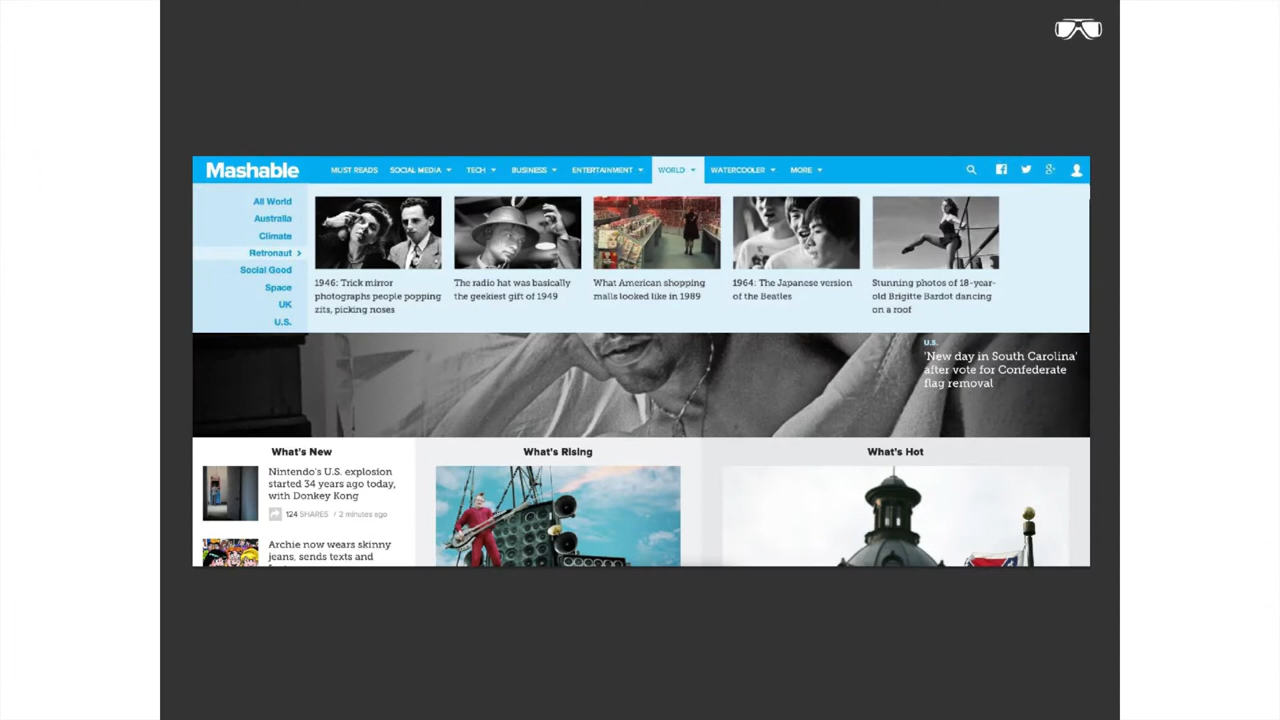 Mashable
MUST READS
SOCIAL MEDIA
TECH
BUSINESS
ENTERTAINMENT
WORLD
WATERCOOLER
MORE
All World
Australia
Climate
Retronaut
Social Good
Space
UK
U.S.
1946: Trick mirror
photographs people popping
zits, picking noses
The radio hat was basically
the geekiest gift of 1949
What American shopping
malls looked like in 1989
1964: The Japanese version
of the Beatles
Stunning photos of 18-year-
old Brigitte Bardot dancing
on a roof
U.S.
'New day in South Carolina'
after vote for Confederate
flag removal
What's New
Nintendo's U.S. explosion
started 34 years ago today,
with Donkey Kong
124 SHARES / 2 minutes ago
Archie now wears skinny
jeans, sends texts and
What's Rising
What's Hot